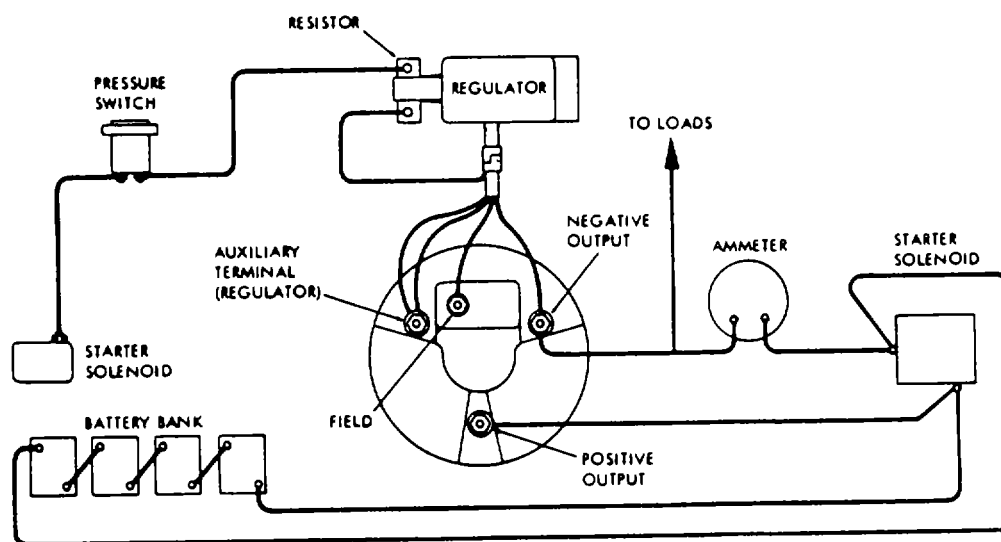 RESISTOR
PRESSURE
SWITCH
REGULATOR
TO LOADS
NEGATIVE
OUTPUT
AMMETER
STARTER
SOLENOID
AUXILIARY
TERMINAL
(REGULATOR)
STARTER
SOLENOID
FIELD
BATTERY BANK
POSITIVE
OUTPUT